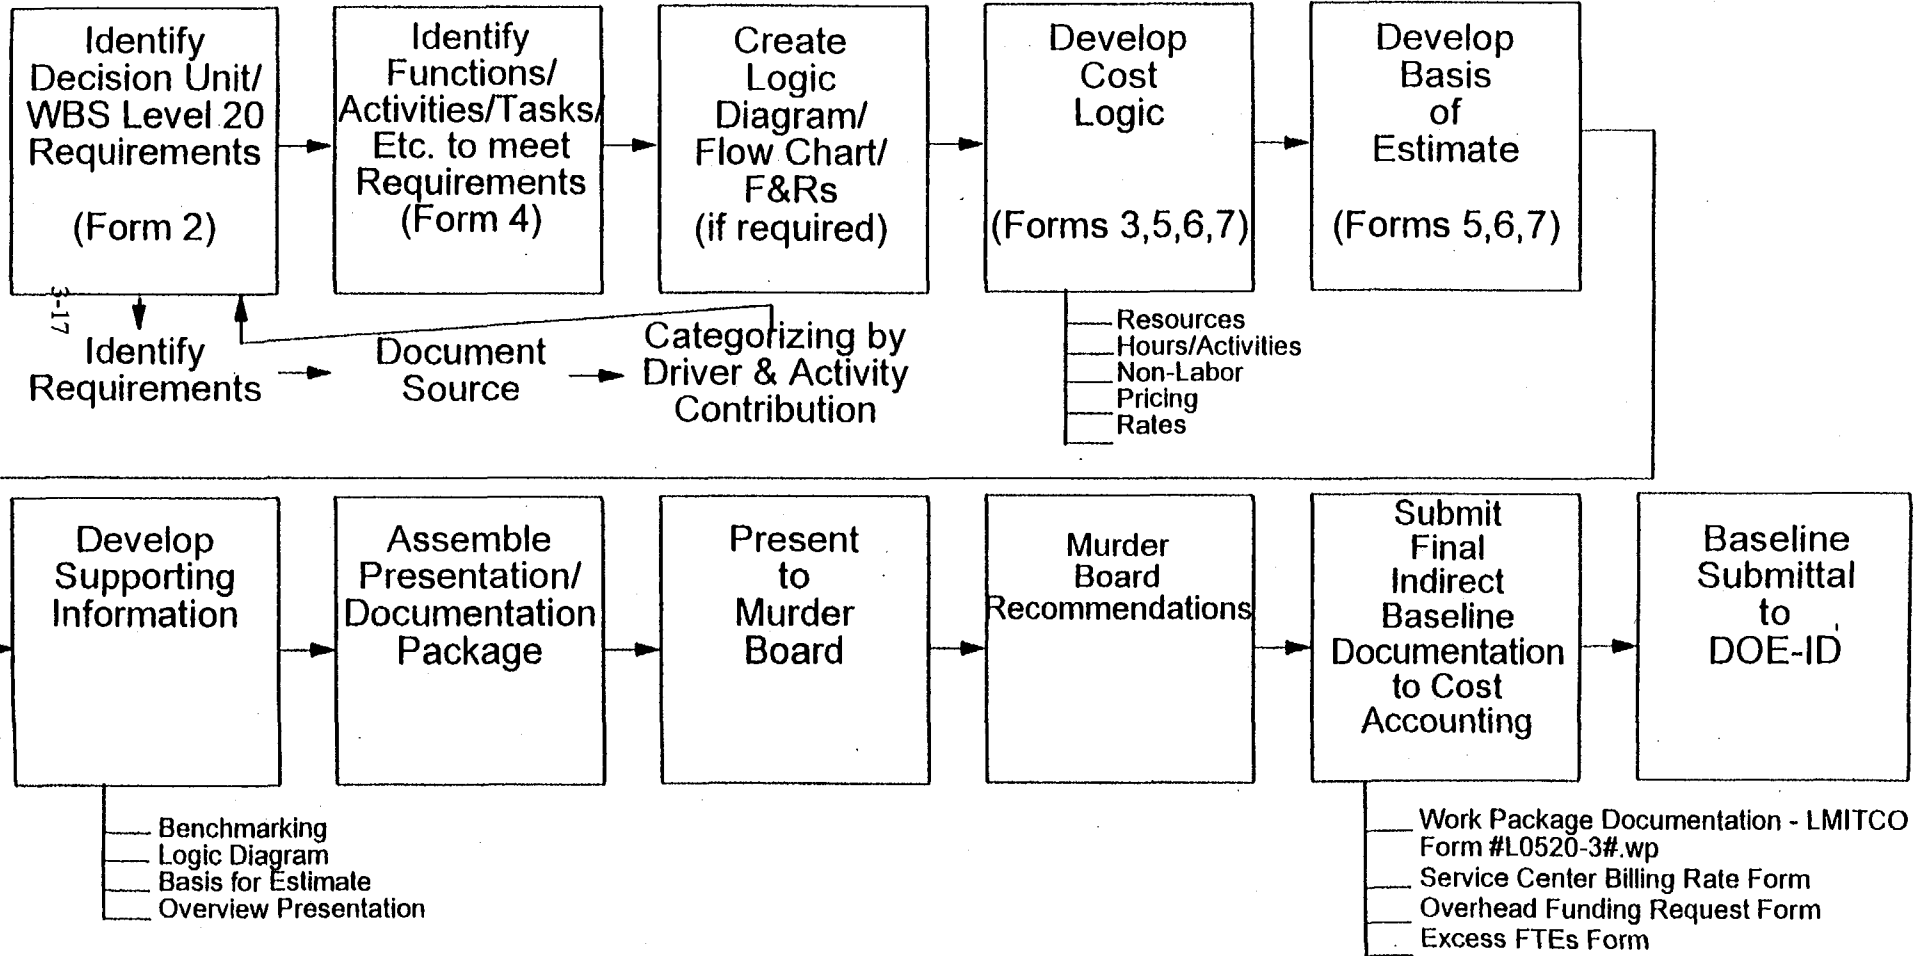 Identify
Decision Unit/
WBS Level 20
Requirements
(Form 2)
Identify
Functions/
Activities/Tasks/
Etc. to meet
Requirements
(Form 4)
Create
Logic
Diagram/
Flow Chart/
F&Rs
(if required)
Develop
Cost
Logic
(Forms 3,5,6,7)
Develop
Basis
of
Estimate
(Forms 5,6,7)
3-17
Identify
Requirements
Document
Source
Categorizing by
Driver & Activity
Contribution
Resources
Hours/Activities
Non-Labor
Pricing
Rates
Develop
Supporting
Information
Assemble
Presentation/
Documentation
Package
Present
to
Murder
Board
Murder
Board
Recommendations
Submit
Final
Indirect
Baseline
Documentation
to Cost
Accounting
Baseline
Submittal
to
DOE-ID
Benchmarking
Logic Diagram
Basis for Estimate
Overview Presentation
Work Package Documentation - LMITCO
Form #L0520-3#.wp
Service Center Billing Rate Form
Overhead Funding Request Form
Excess FTEs Form